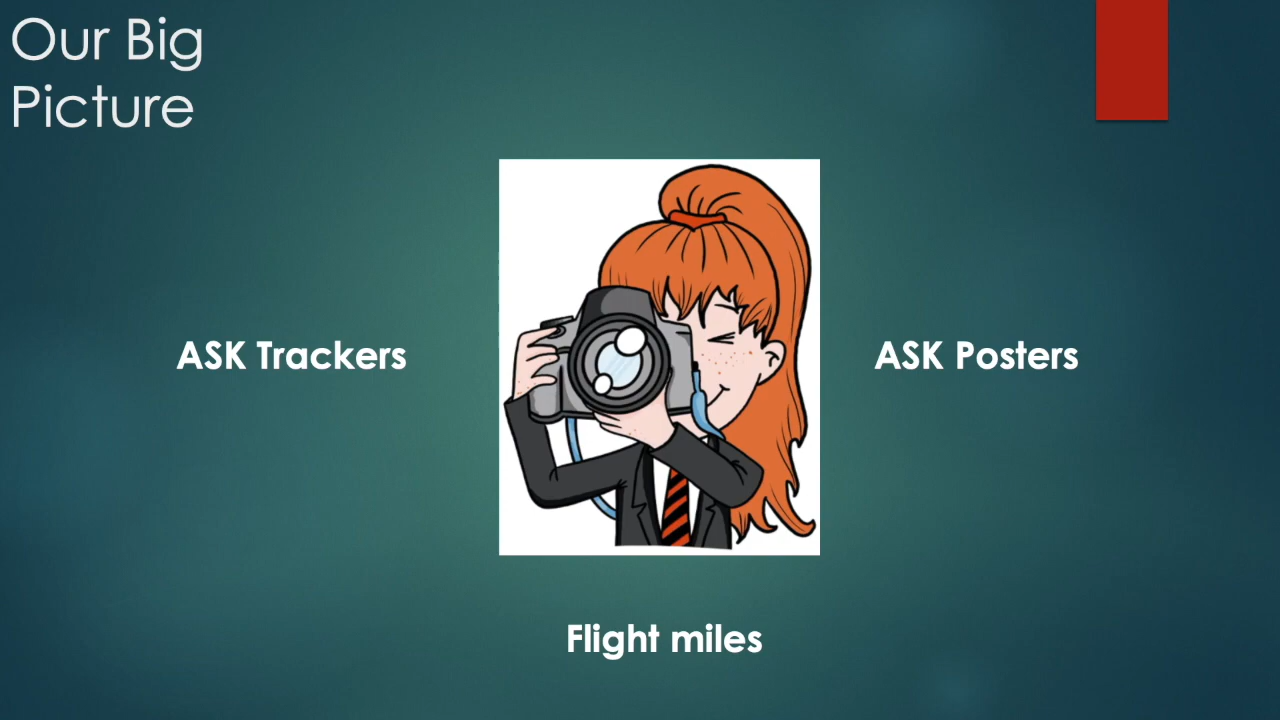 Our Big
Picture
ASK Trackers
ASK Posters
Flight miles